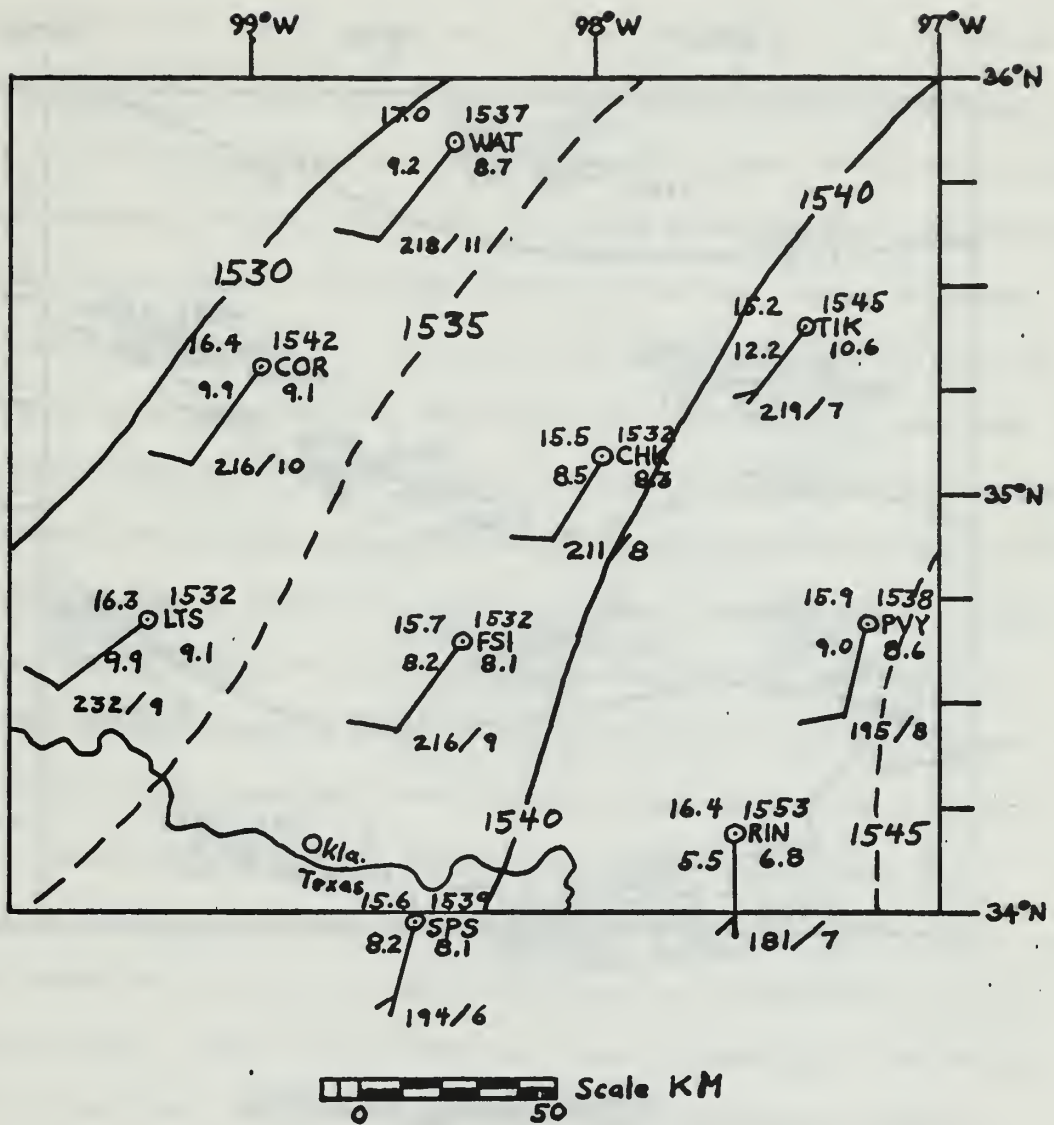 99°W 98°W 97°W
36°N
17.0 1537
WAT
9.2 8.7
218/11
1540
1530
1535
15.2 1545
TIK
12.2 10.6
219/7
16.4 1542
COR
9.9 9.1
216/10
15.5 1532
CHK
8.5 8.3
211/8
35°N
16.3 1532
LTS
9.9 9.1
232/9
15.7 1532
FSI
8.2 8.1
216/9
15.9 1538
PVY
9.0 8.6
195/8
1540
16.4 1553
RIN
5.5 6.8
181/7
1545
Okla.
Texas
34°N
15.6 1539
SPS
8.2 8.1
194/6
Scale KM
0 50